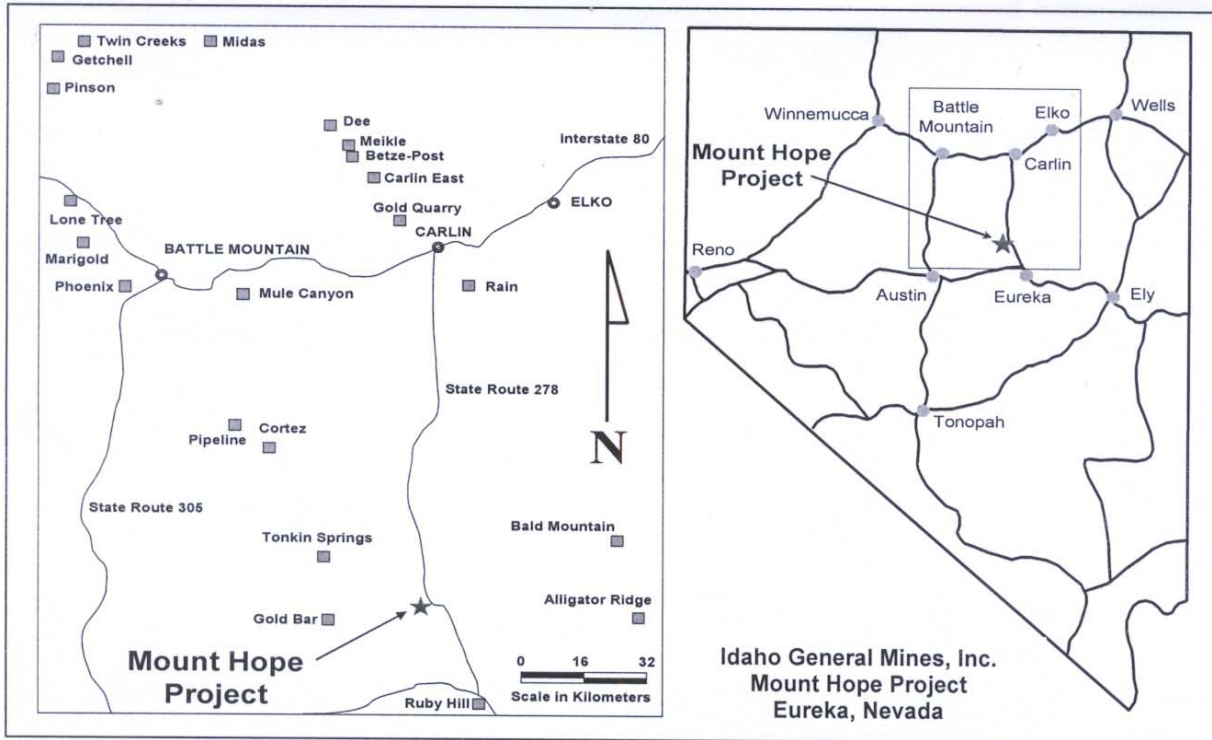 Twin Creeks
Midas
Getchell
Pinson
Dee
Meikle
Betze-Post
Interstate 80
Carlin East
Lone Tree
Gold Quarry
ELKO
CARLIN
Marigold
BATTLE MOUNTAIN
Phoenix
Mule Canyon
Rain
State Route 278
Pipeline
Cortez
N
State Route 305
Bald Mountain
Tonkin Springs
Alligator Ridge
Gold Bar
Mount Hope
Project
0 16 32
Scale in Kilometers
Ruby Hill
Winnemucca
Battle
Mountain
Elko
Wells
Mount Hope
Project
Carlin
Reno
Austin
Eureka
Ely
Tonopah
Idaho General Mines, Inc.
Mount Hope Project
Eureka, Nevada